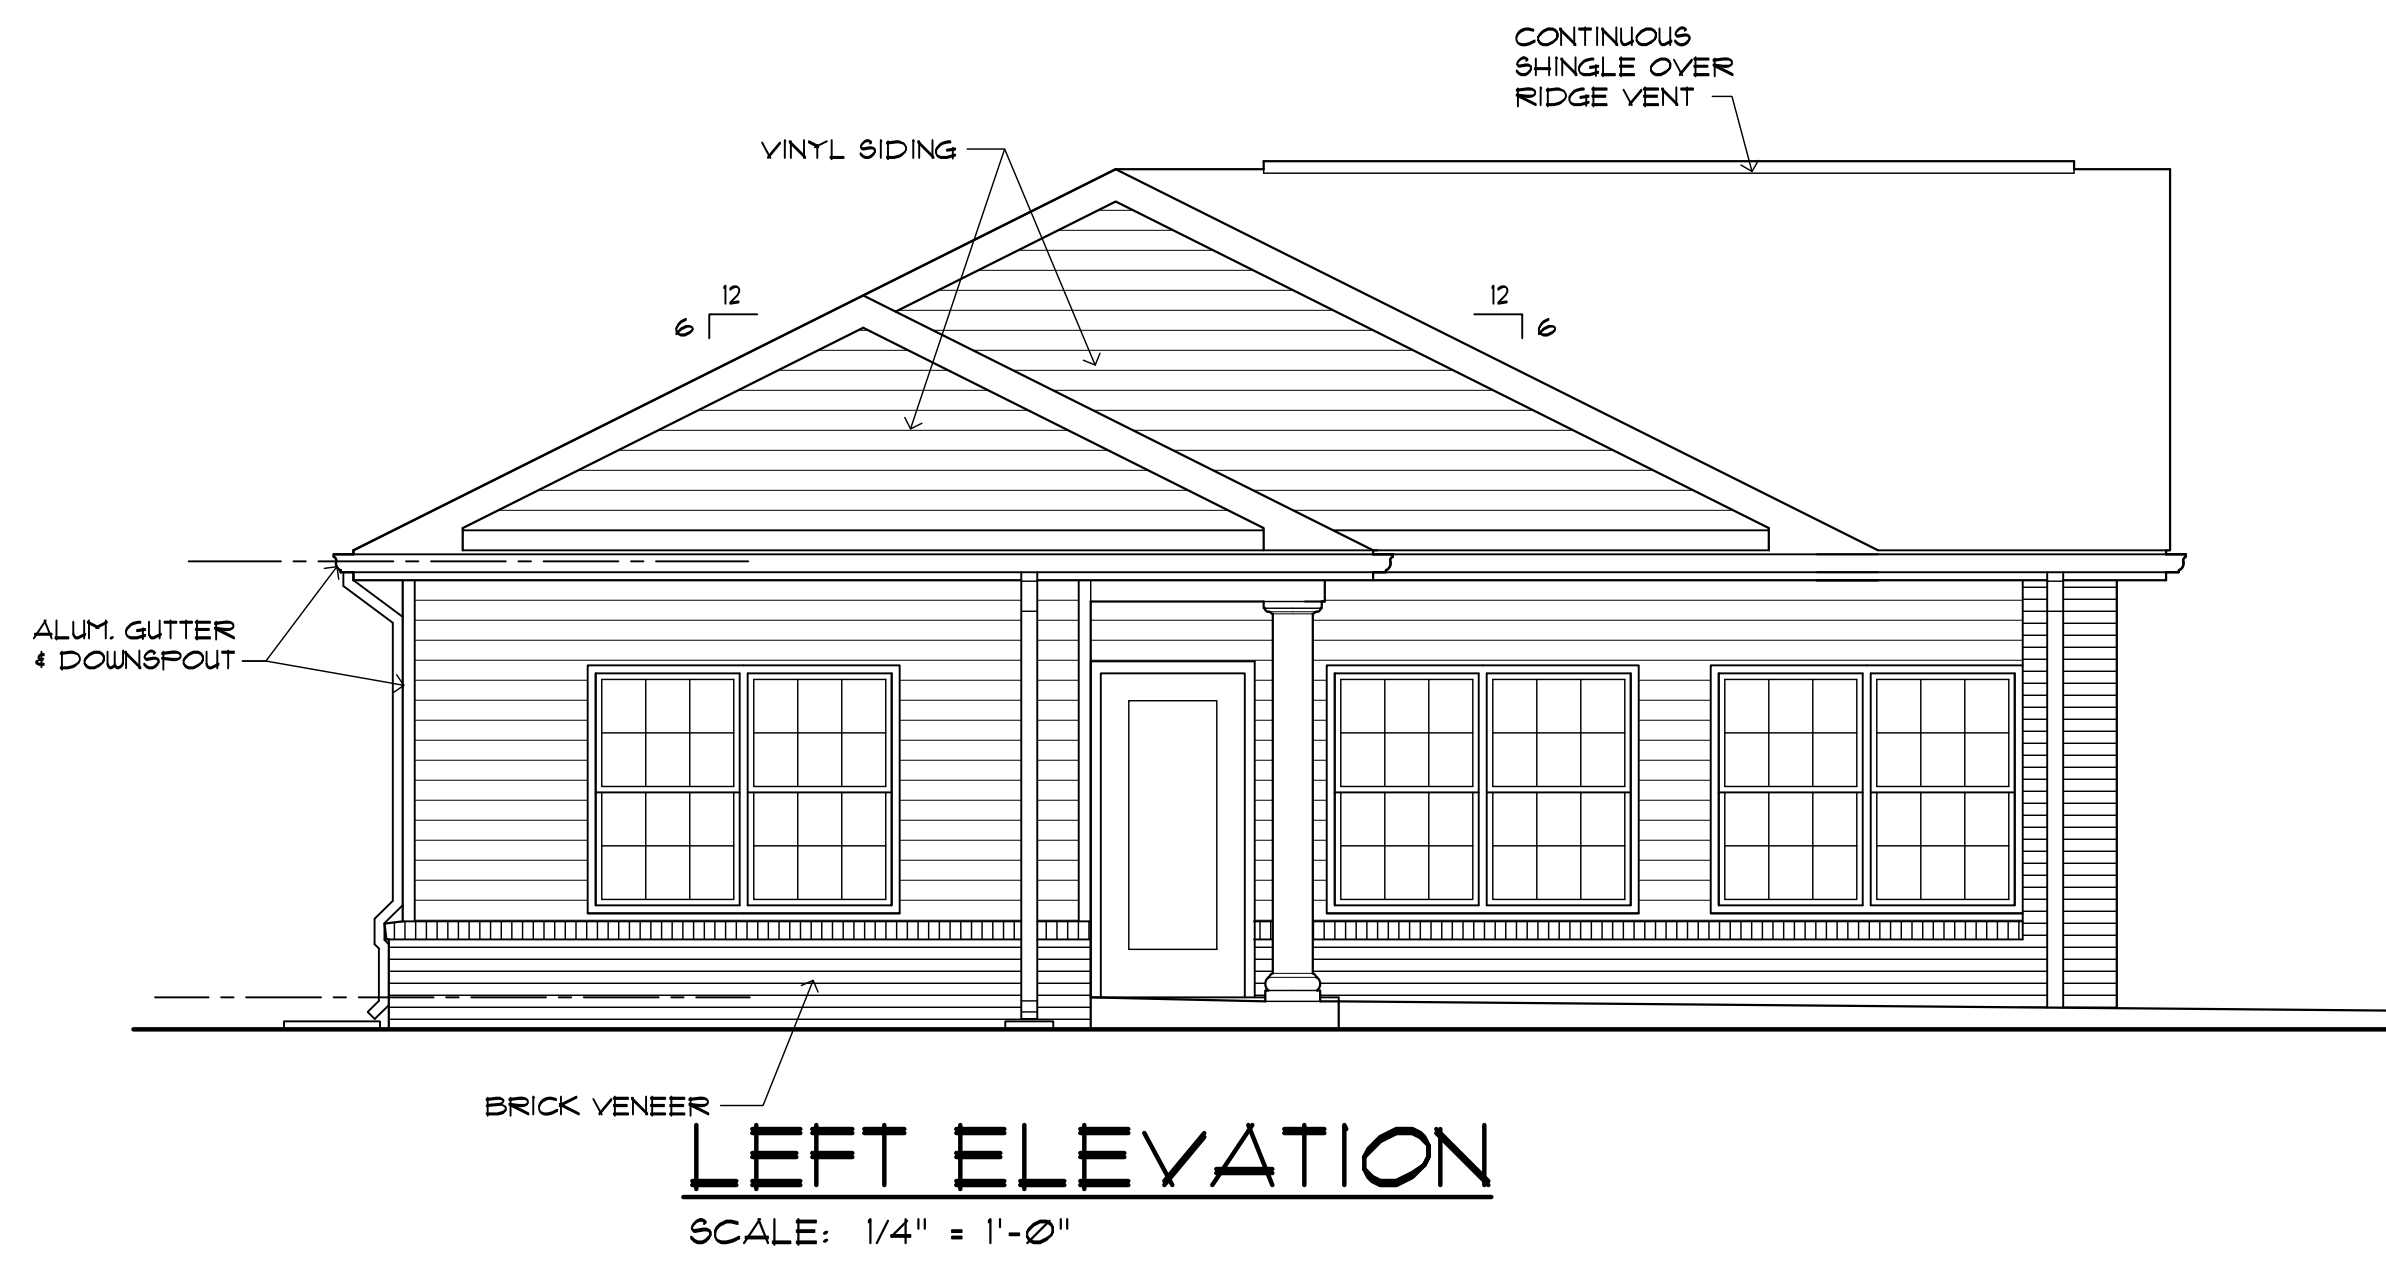 CONTINUOUS
SHINGLE OVER
RIDGE VENT
VINYL SIDING
12
6
12
6
ALUM. GUTTER
& DOWNSPOUT
BRICK VENEER
LEFT ELEVATION
SCALE: 1/4" = 1'-0"